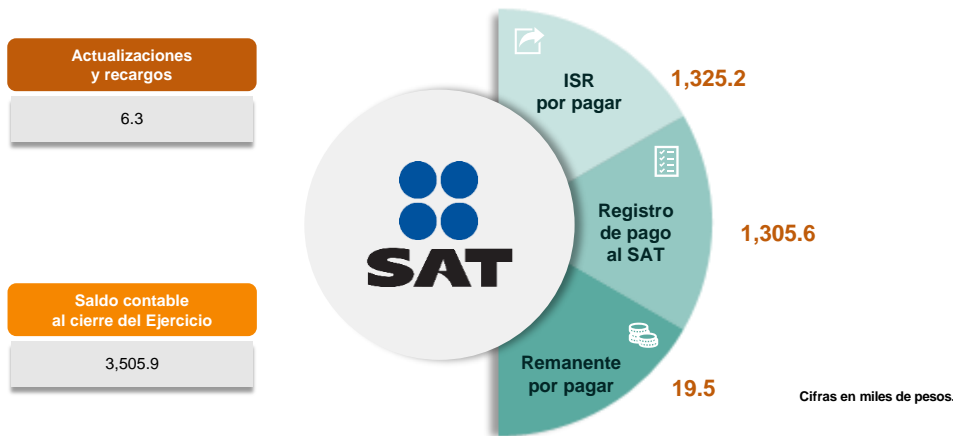 Actualizaciones
y recargos
6.3
Saldo contable
al cierre del Ejercicio
3,505.9
SAT
ISR
por pagar
1,325.2
Registro
de pago
al SAT
1,305.6
Remanente
por pagar
19.5
Cifras en miles de pesos.